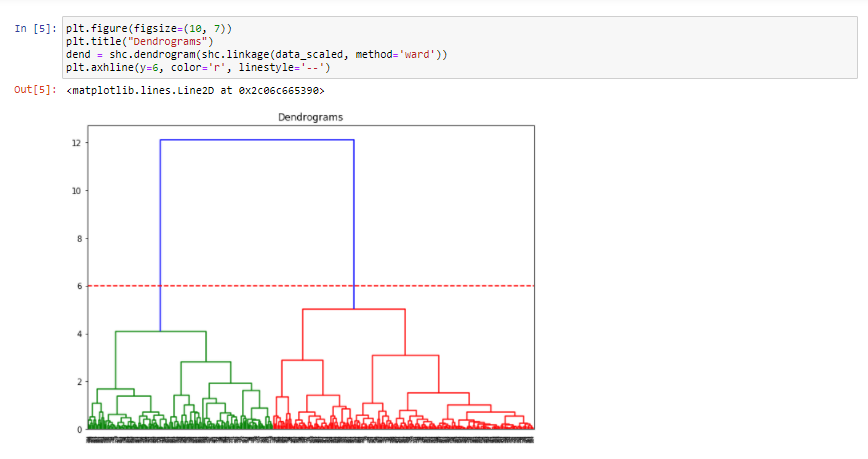 In [5]: plt.figure(figsize=(10, 7))
plt.title("Dendrograms")
dend = shc.dendrogram(shc.linkage(data_scaled, method='ward'))
plt.axhline(y=6, color='r', linestyle='--')
Out[5]: <matplotlib.lines.Line2D at 0x2c06c665390>
Dendrograms
12
10
8
6
4
2
0